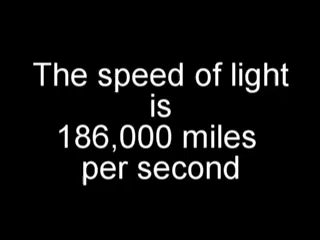 The speed of light
is
186,000 miles
per second